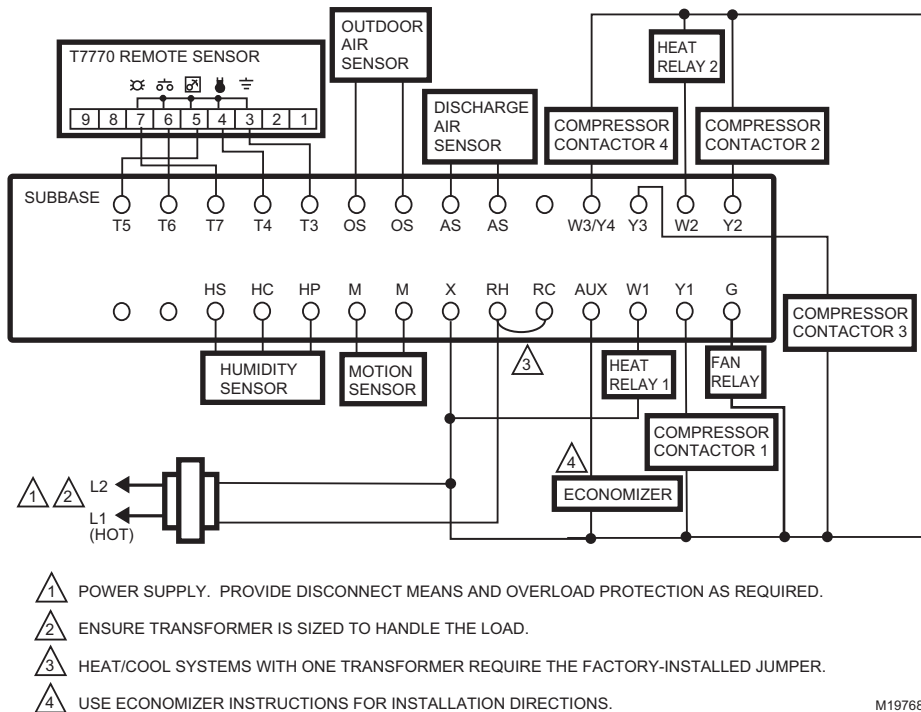 OUTDOOR
AIR
SENSOR
HEAT
RELAY 2
T7770 REMOTE SENSOR
9 8 7 6 5 4 3 2 1
DISCHARGE
AIR
SENSOR
COMPRESSOR
CONTACTOR 4
COMPRESSOR
CONTACTOR 2
SUBBASE
T5 T6 T7 T4 T3 OS OS AS AS W3/Y4 Y3 W2 Y2
HS HC HP M M X RH RC AUX W1 Y1 G
COMPRESSOR
CONTACTOR 3
HUMIDITY
SENSOR
MOTION
SENSOR
3
HEAT
RELAY 1
FAN
RELAY
COMPRESSOR
CONTACTOR 1
4
ECONOMIZER
1 2 L2
L1
(HOT)
1 POWER SUPPLY. PROVIDE DISCONNECT MEANS AND OVERLOAD PROTECTION AS REQUIRED.
2 ENSURE TRANSFORMER IS SIZED TO HANDLE THE LOAD.
3 HEAT/COOL SYSTEMS WITH ONE TRANSFORMER REQUIRE THE FACTORY-INSTALLED JUMPER.
4 USE ECONOMIZER INSTRUCTIONS FOR INSTALLATION DIRECTIONS.
M19768